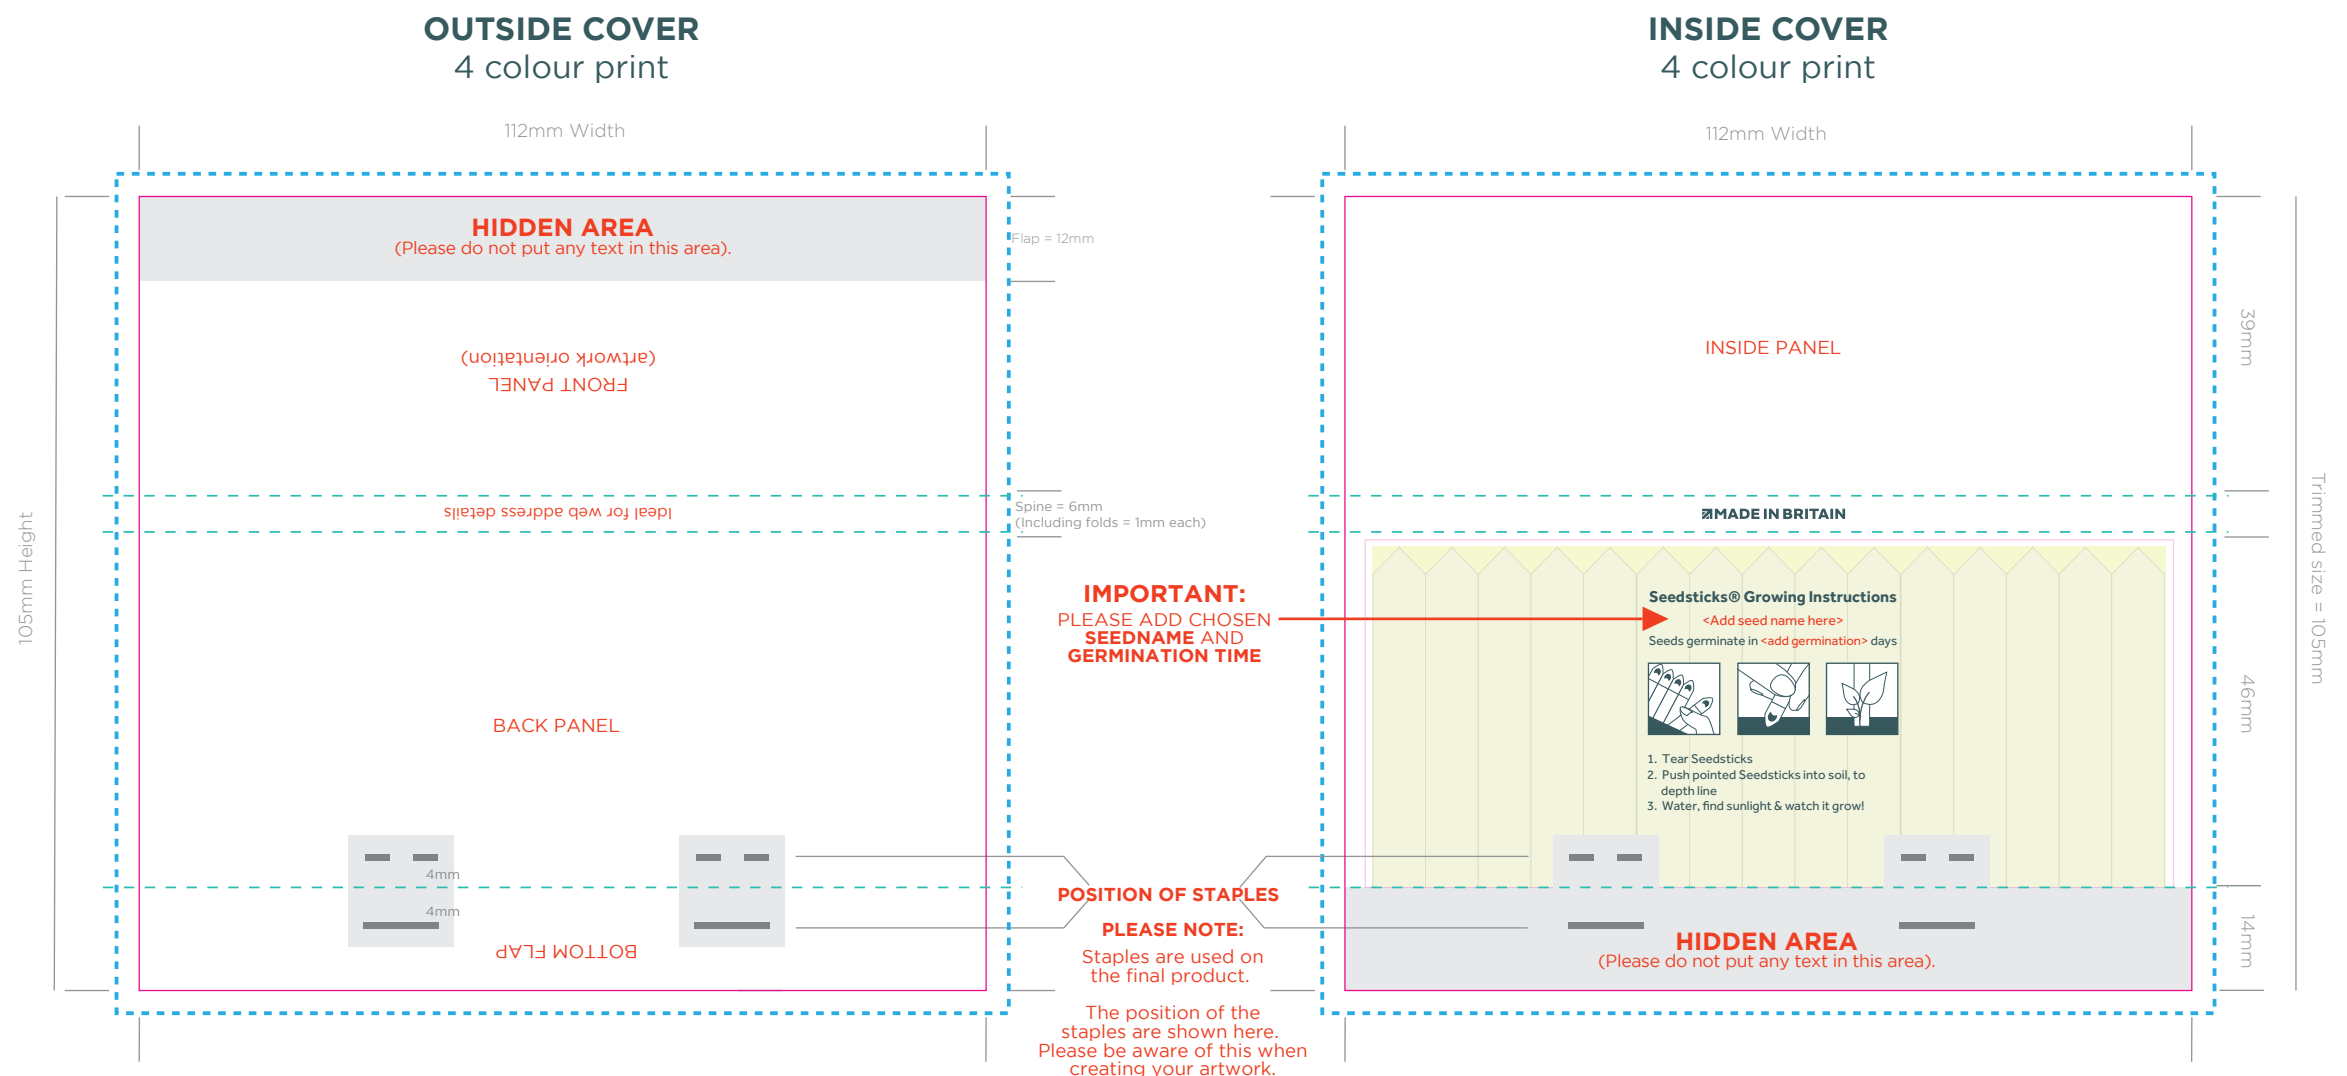 OUTSIDE COVER
4 colour print
112mm Width
HIDDEN AREA
(Please do not put any text in this area).
Flap = 12mm
FRONT PANEL
(artwork orientation)
Ideal for web address details
Spine = 6mm
(Including folds = 1mm each)
105mm Height
BACK PANEL
4mm
4mm
BOTTOM FLAP
IMPORTANT:
PLEASE ADD CHOSEN
SEEDNAME AND
GERMINATION TIME
POSITION OF STAPLES
PLEASE NOTE:
Staples are used on
the final product.
The position of the
staples are shown here.
Please be aware of this when
creating your artwork.
INSIDE COVER
4 colour print
112mm Width
INSIDE PANEL
39mm
MADE IN BRITAIN
Seedsticks® Growing Instructions
<Add seed name here>
Seeds germinate in <add germination> days
1. Tear Seedsticks
2. Push pointed Seedsticks into soil, to
depth line
3. Water, find sunlight & watch it grow!
46mm
Trimmed size = 105mm
HIDDEN AREA
(Please do not put any text in this area).
14mm